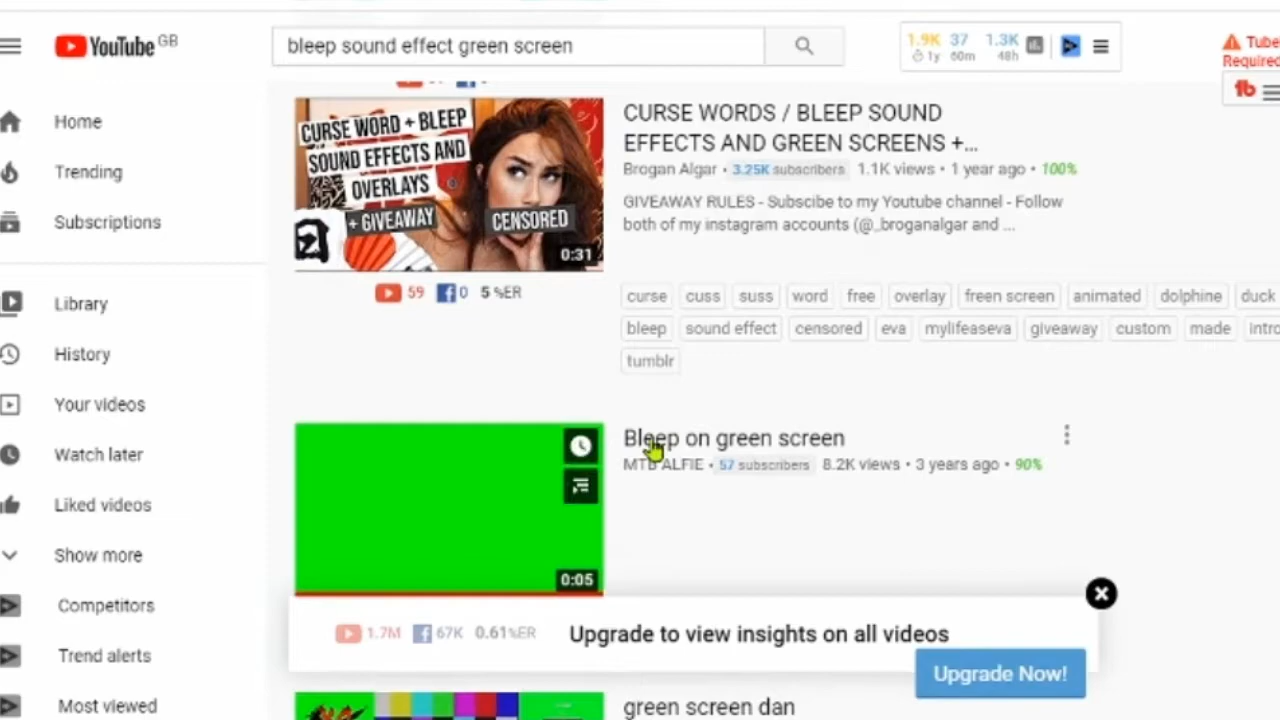 YouTube GB
bleep sound effect green screen
1.9K 37 1.3K
1y 60m 48h
Tube
Required
Home
Trending
Subscriptions
Library
History
Your videos
Watch later
Liked videos
Show more
Competitors
Trend alerts
Most viewed
CURSE WORD + BLEEP
SOUND EFFECTS AND
OVERLAYS
+ GIVEAWAY
CENSORED
0:31
59 0 5 %ER
CURSE WORDS / BLEEP SOUND
EFFECTS AND GREEN SCREENS +...
Brogan Algar • 3.25K subscribers 1.1K views • 1 year ago • 100%
GIVEAWAY RULES - Subscibe to my Youtube channel - Follow
both of my instagram accounts (@_broganalgar and ...
curse cuss suss word free overlay freen screen animated dolphine duck
bleep sound effect censored eva mylifeaseva giveaway custom made intro
tumblr
0:05
Bleep on green screen
MTB ALFIE • 57 subscribers 8.2K views • 3 years ago • 90%
1.7M 67K 0.61%ER
Upgrade to view insights on all videos
Upgrade Now!
green screen dan